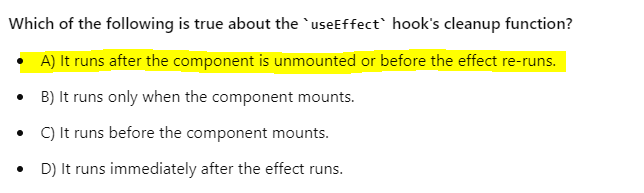 Which of the following is true about the `useEffect` hook's cleanup function?
• A) It runs after the component is unmounted or before the effect re-runs.
• B) It runs only when the component mounts.
• C) It runs before the component mounts.
• D) It runs immediately after the effect runs.